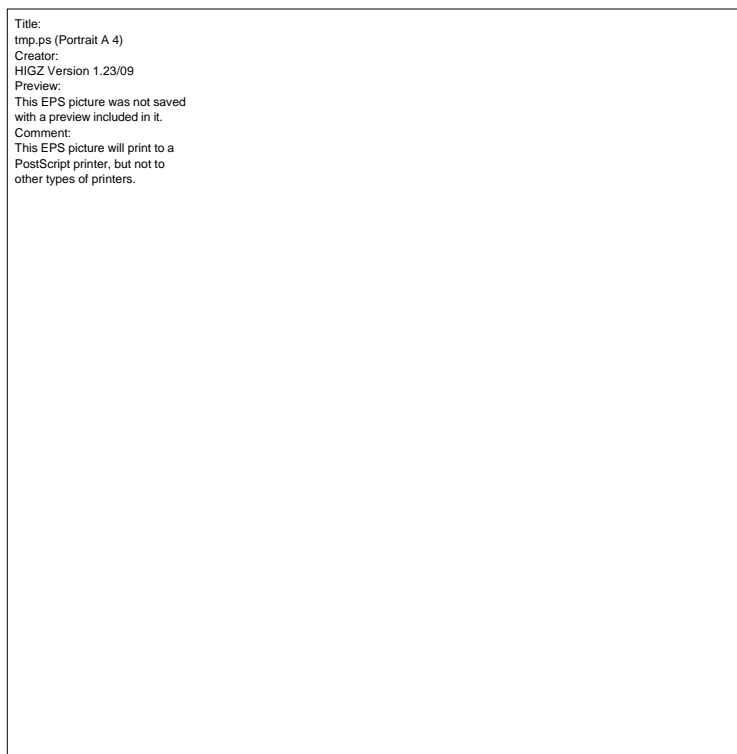 Title:
tmp.ps (Portrait A 4)
Creator:
HIGZ Version 1.23/09
Preview:
This EPS picture was not saved
with a preview included in it.
Comment:
This EPS picture will print to a
PostScript printer, but not to
other types of printers.